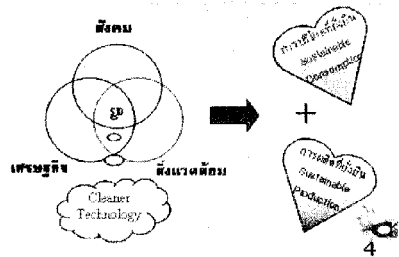 สังคม
SD
เศรษฐกิจ
สิ่งแวดล้อม
Cleaner
Technology
การบริโภคที่ยั่งยืน
Sustainable
Consumption
+
การผลิตที่ยั่งยืน
Sustainable
Production
4